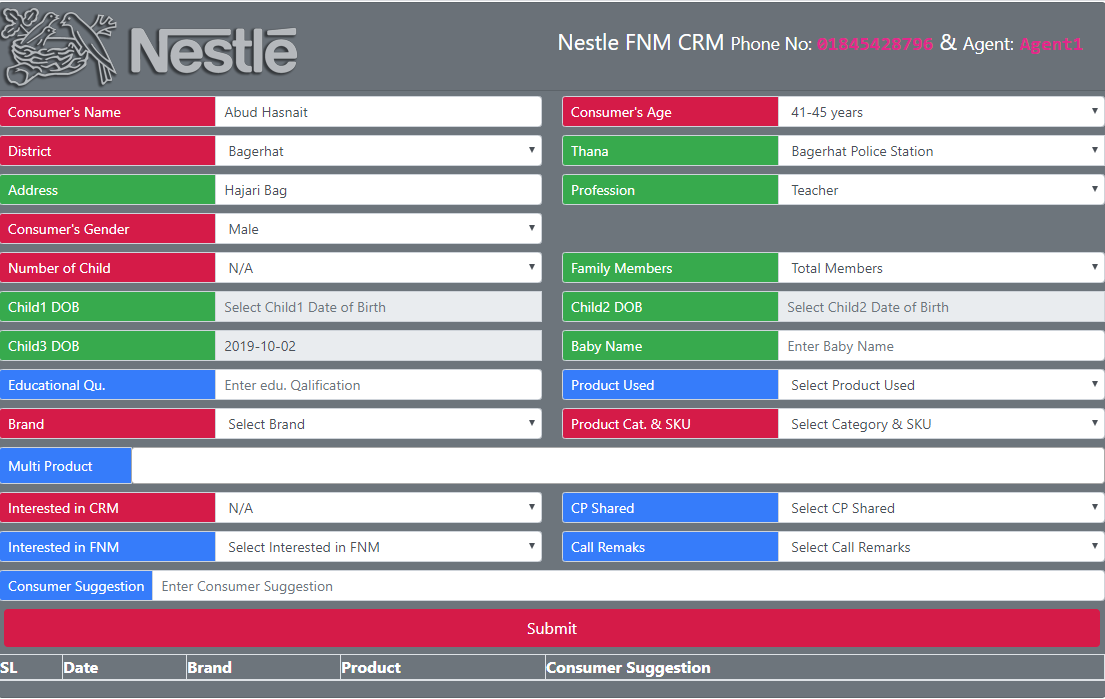 Nestlé
Nestle FNM CRM Phone No: 01845428796 & Agent: Agent1
Consumer's Name Abud Hasnait Consumer's Age 41-45 years
District Bagerhat Thana Bagerhat Police Station
Address Hajari Bag Profession Teacher
Consumer's Gender Male
Number of Child N/A Family Members Total Members
Child1 DOB Select Child1 Date of Birth Child2 DOB Select Child2 Date of Birth
Child3 DOB 2019-10-02 Baby Name Enter Baby Name
Educational Qu. Enter edu. Qalification Product Used Select Product Used
Brand Select Brand Product Cat. & SKU Select Category & SKU
Multi Product
Interested in CRM N/A CP Shared Select CP Shared
Interested in FNM Select Interested in FNM Call Remaks Select Call Remarks
Consumer Suggestion Enter Consumer Suggestion
Submit
SL Date Brand Product Consumer Suggestion